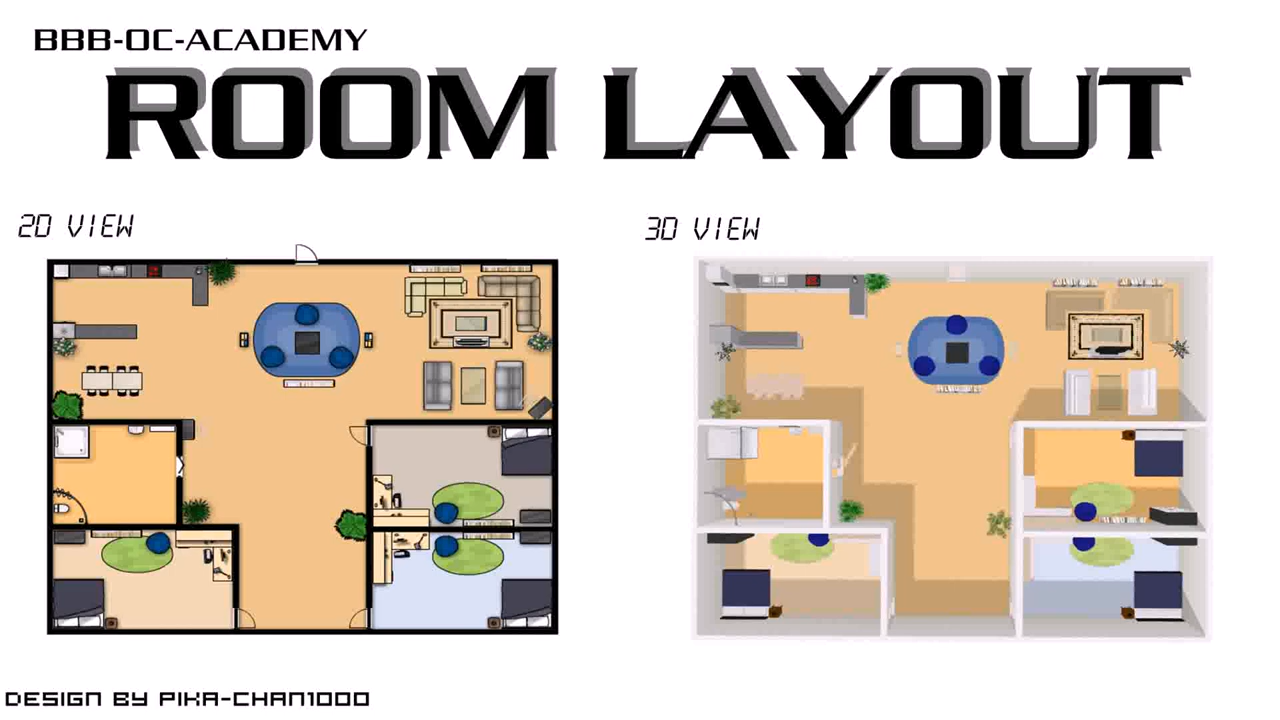 BBB-OC-ACADEMY
ROOM LAYOUT
2D VIEW
3D VIEW
DESIGN BY PIKA-CHAN1000